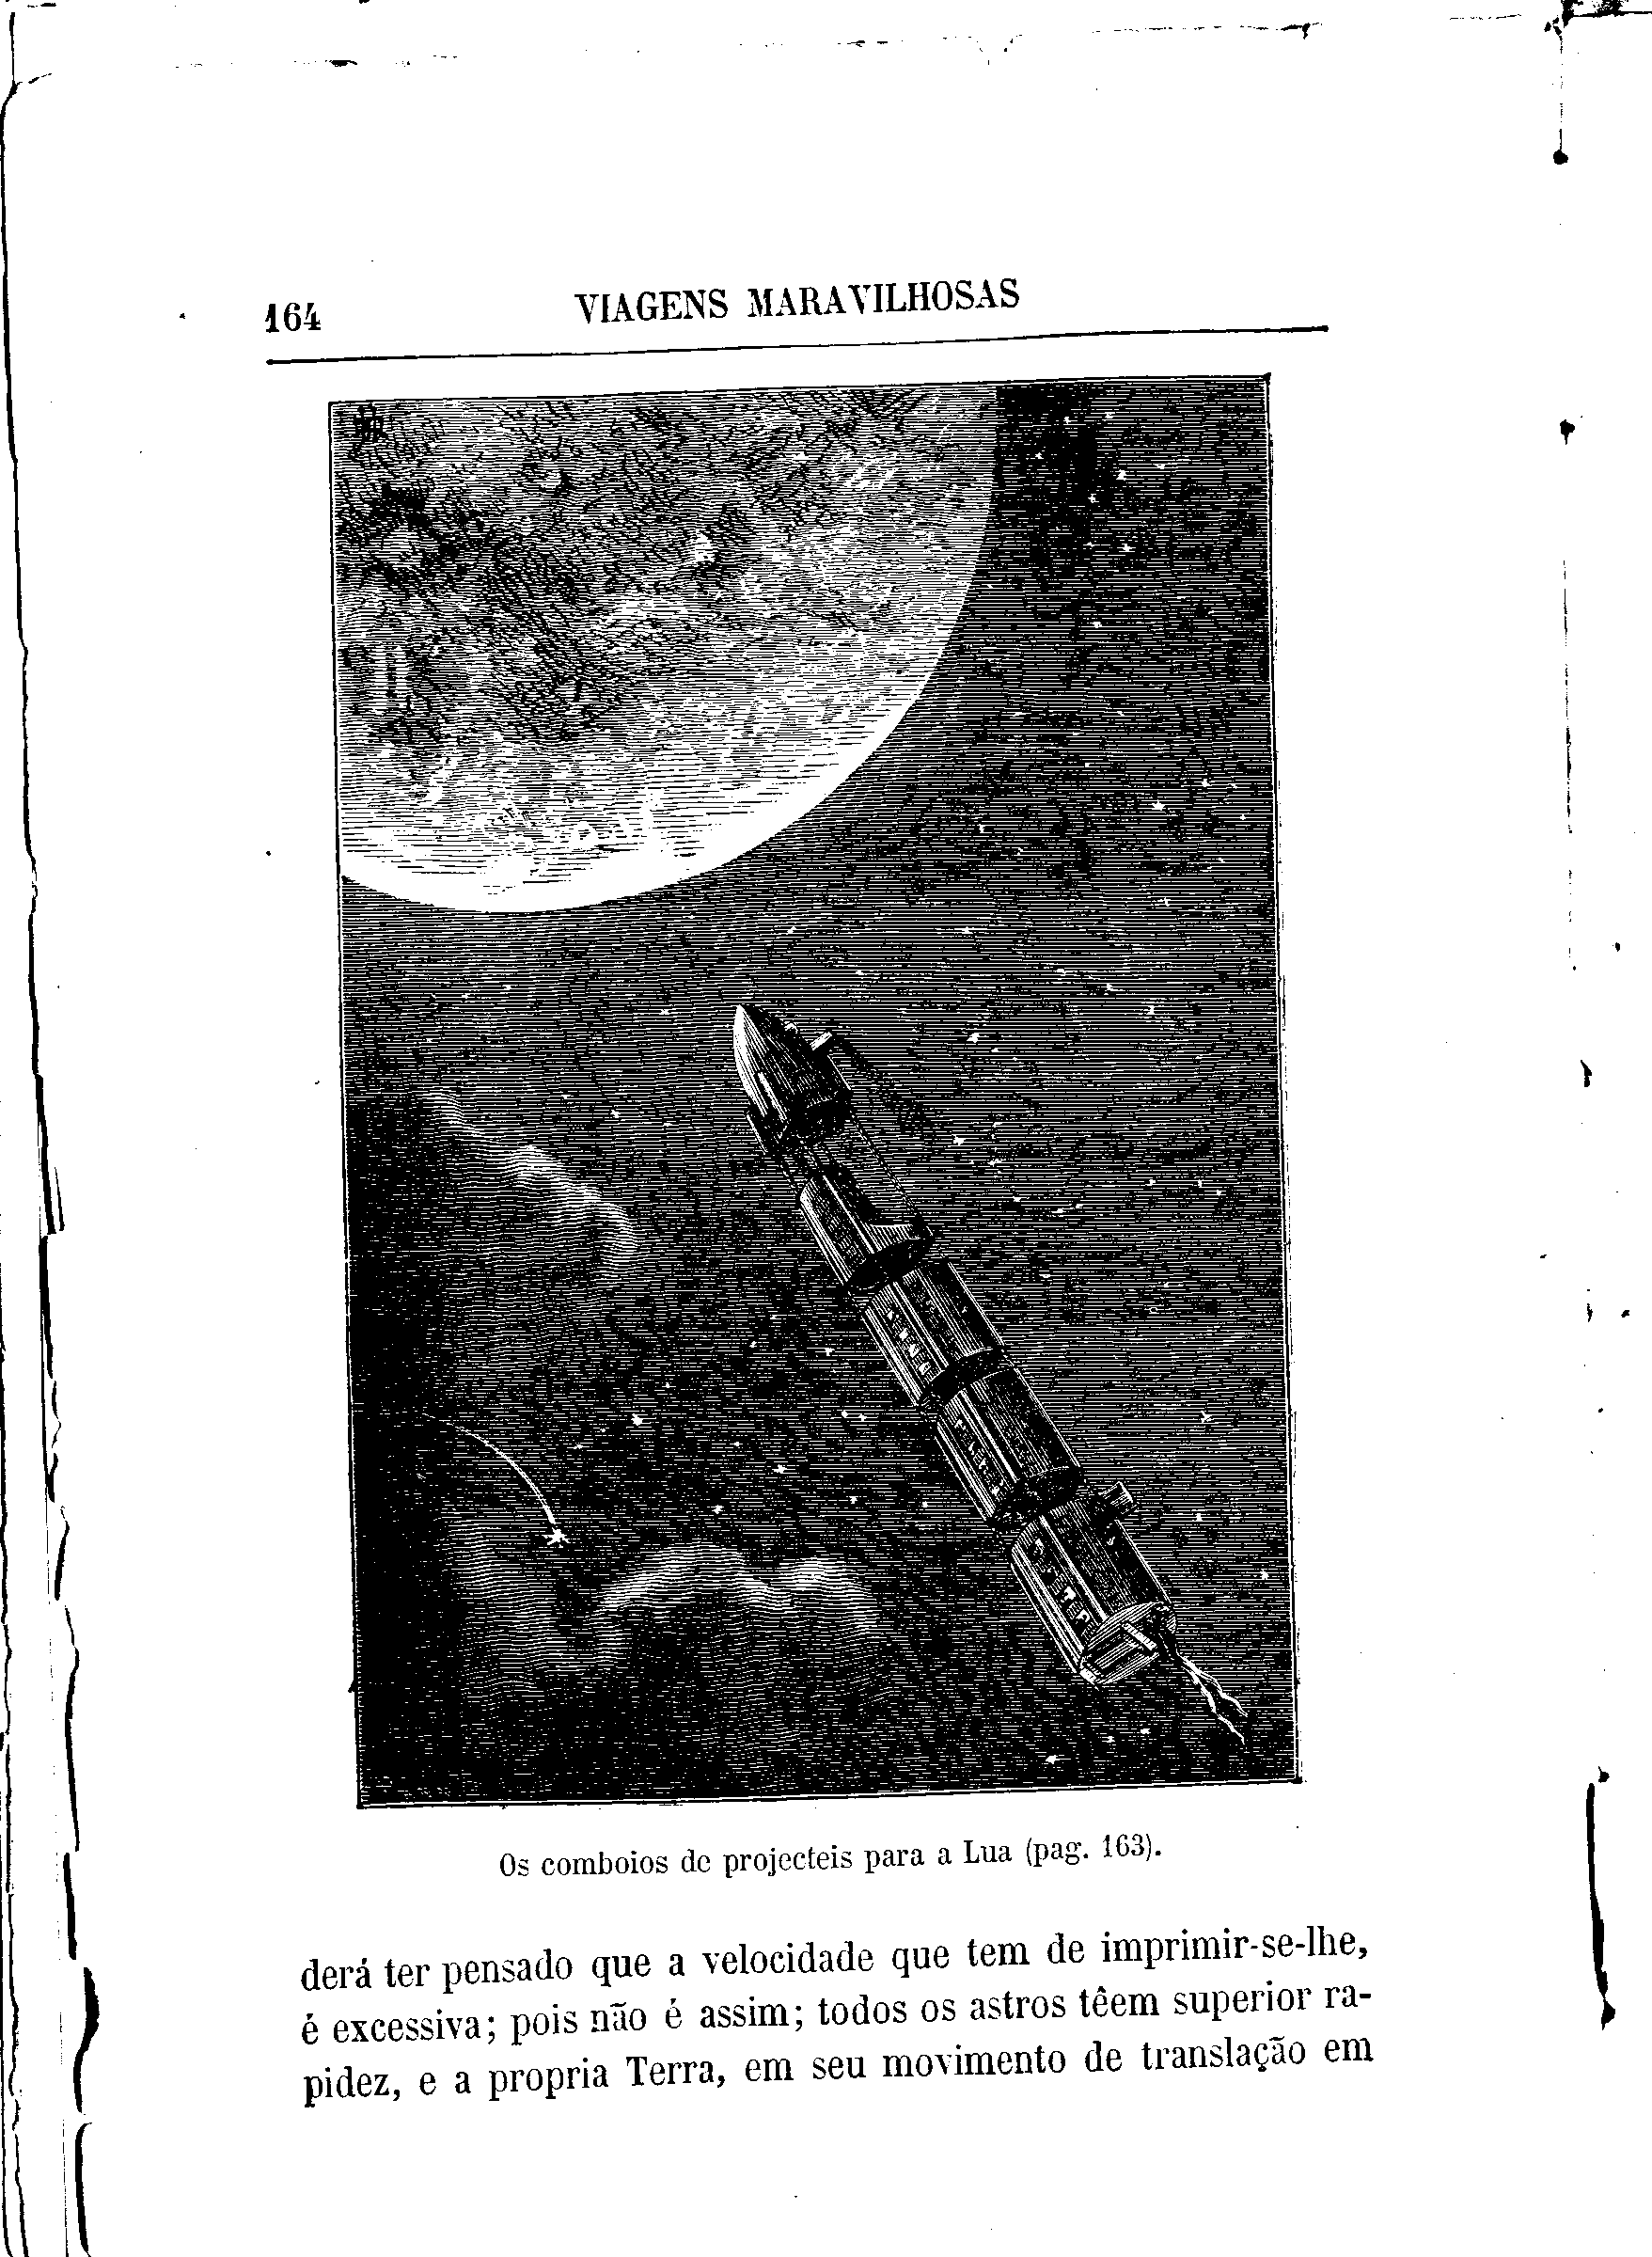 164
VIAGENS MARAVILHOSAS
Os comboios de projecteis para a Lua (pag. 163).
derá ter pensado que a velocidade que tem de imprimir-se-lhe,
é excessiva; pois não é assim; todos os astros têem superior ra-
pidez, e a propria Terra, em seu movimento de translação em